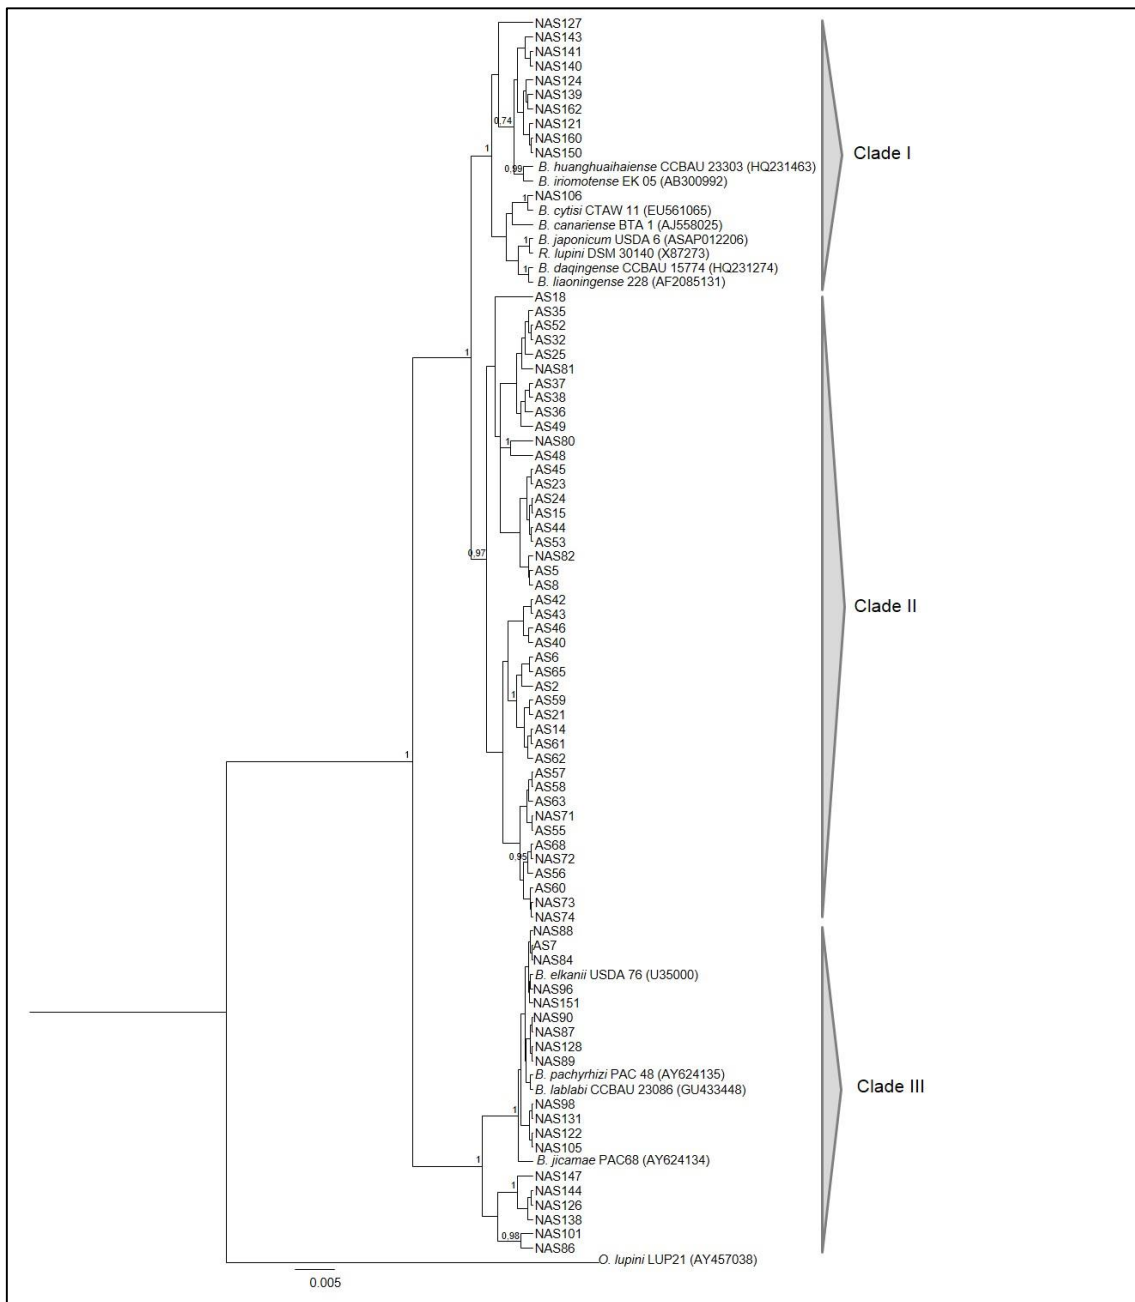 NAS127
NAS143
NAS141
NAS140
NAS124
NAS139
NAS162
0,74
NAS121
NAS160
1
NAS150
Clade I
B. huanghuaihaiense CCBAU 23303 (HQ231463)
0,99
B. iriomotense EK 05 (AB300992)
NAS106
1
B. cytisi CTAW 11 (EU561065)
B. canariense BTA 1 (AJ558025)
B. japonicum USDA 6 (ASAP012206)
1
R. lupini DSM 30140 (X87273)
B. daqingense CCBAU 15774 (HQ231274)
1
B. liaoningense 228 (AF2085131)
AS18
AS35
AS52
AS32
1
AS25
NAS81
AS37
AS38
AS36
AS49
NAS80
1
AS48
AS45
AS23
AS24
AS15
AS44
AS53
0,97
NAS82
AS5
AS8
AS42
Clade II
AS43
AS46
AS40
AS6
AS65
AS2
1
AS59
AS21
AS14
AS61
1
AS62
AS57
AS58
AS63
NAS71
AS55
AS68
0,95
NAS72
AS56
AS60
NAS73
NAS74
NAS88
AS7
NAS84
B. elkanii USDA 76 (U35000)
NAS96
NAS151
NAS90
NAS87
NAS128
NAS89
B. pachyrhizi PAC 48 (AY624135)
Clade III
B. lablabi CCBAU 23086 (GU433448)
NAS98
1
NAS131
NAS122
NAS105
1
B. jicamae PAC68 (AY624134)
NAS147
1
NAS144
NAS126
NAS138
NAS101
0,98
NAS86
O. lupini LUP21 (AY457038)
0.005